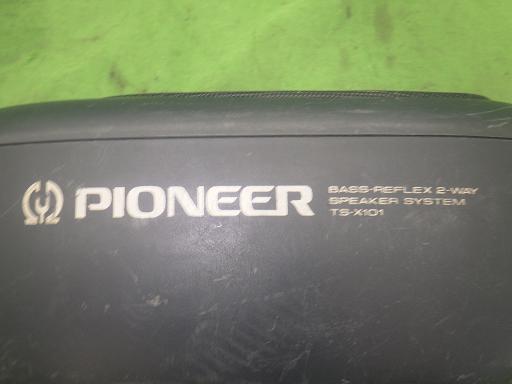 PIONEER
BASS-REFLEX 2-WAY
SPEAKER SYSTEM
TS-X101